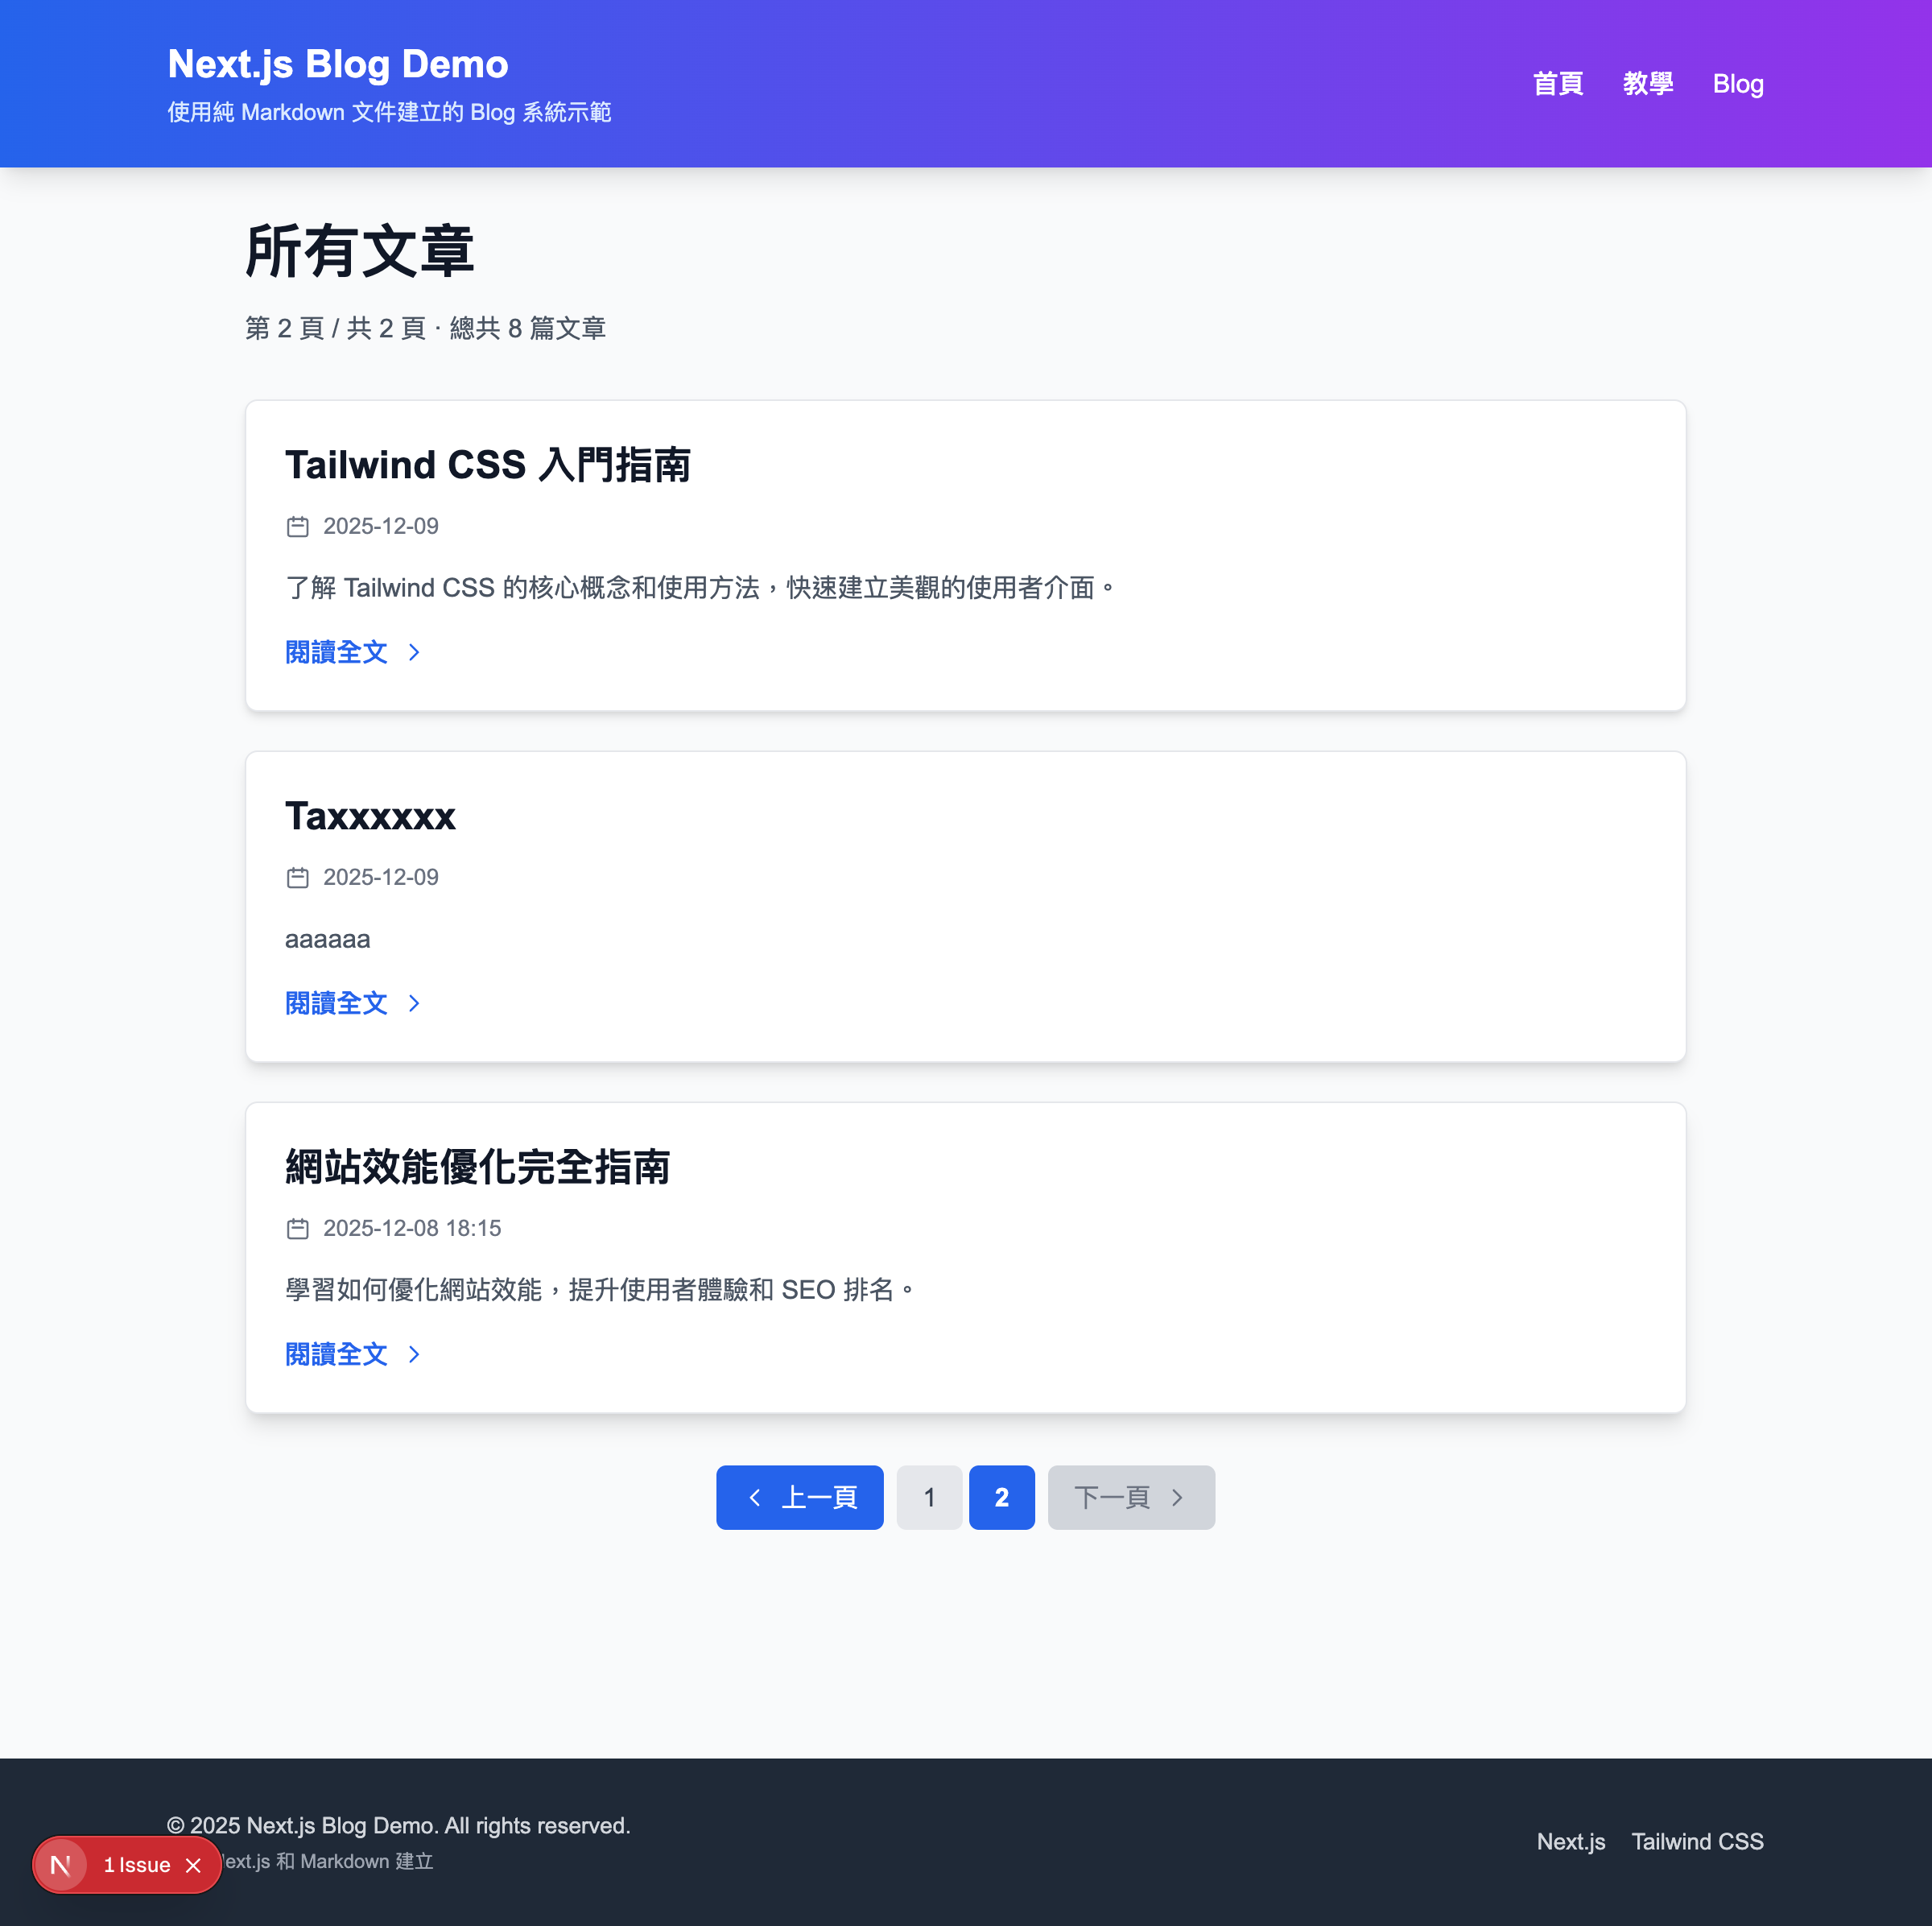 Next.js Blog Demo
使用純 Markdown 文件建立的 Blog 系統示範
首頁 教學 Blog
所有文章
第 2 頁 / 共 2 頁 · 總共 8 篇文章
Tailwind CSS 入門指南
2025-12-09
了解 Tailwind CSS 的核心概念和使用方法，快速建立美觀的使用者介面。
閱讀全文
Taxxxxxx
2025-12-09
aaaaaa
閱讀全文
網站效能優化完全指南
2025-12-08 18:15
學習如何優化網站效能，提升使用者體驗和 SEO 排名。
閱讀全文
上一頁 1 2 下一頁
© 2025 Next.js Blog Demo. All rights reserved.
ext.js 和 Markdown 建立
Next.js Tailwind CSS
N 1 Issue